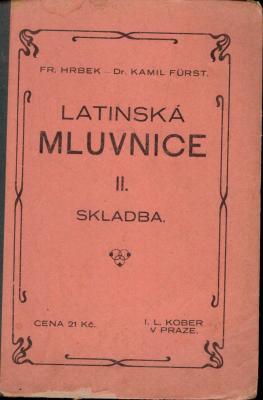 FR. HRBEK – Dr. KAMIL FÜRST.
LATINSKÁ
MLUVNICE
II.
SKLADBA.
CENA 21 Kč.
I. L. KOBER
V PRAZE.